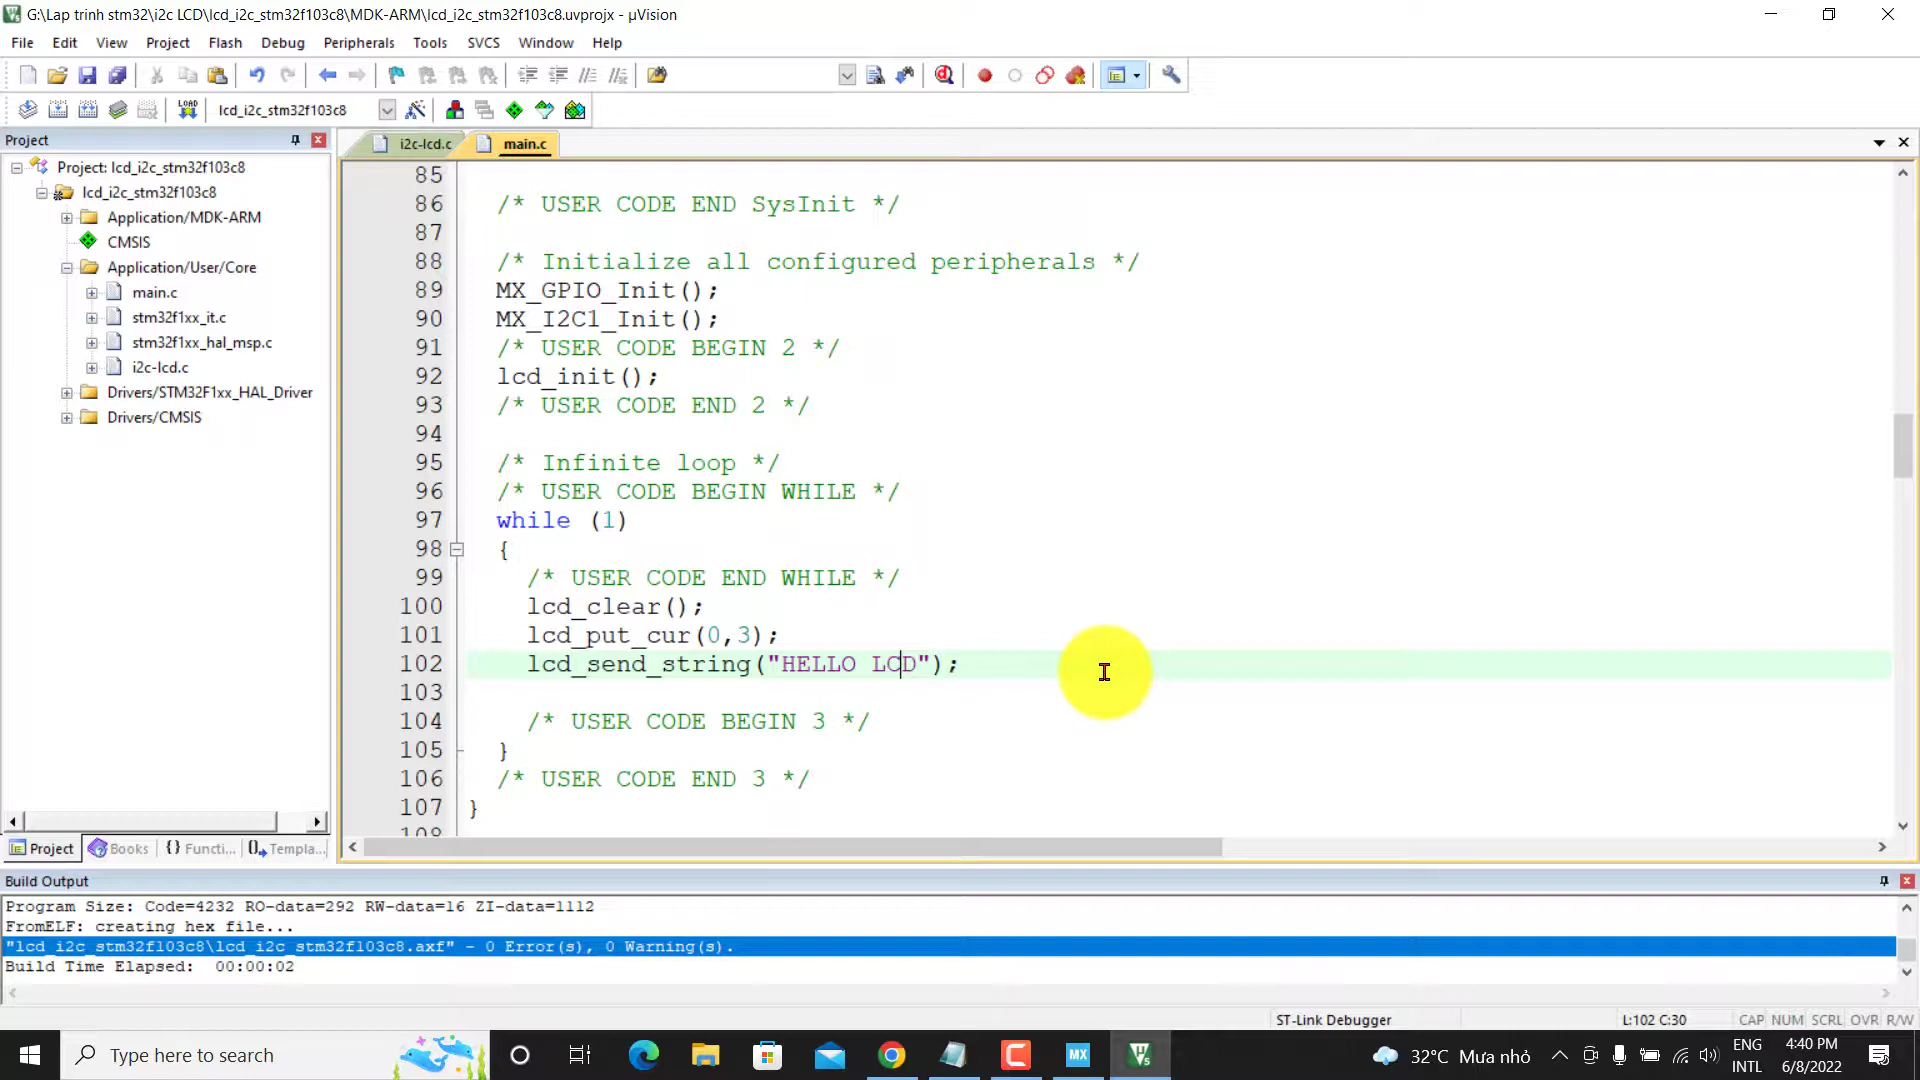 G:\Lap trinh stm32\i2c LCD\lcd_i2c_stm32f103c8\MDK-ARM\lcd_i2c_stm32f103c8.uvprojx - µVision
File Edit View Project Flash Debug Peripherals Tools SVCS Window Help
LOAD lcd_i2c_stm32f103c8
Project
Project: lcd_i2c_stm32f103c8
lcd_i2c_stm32f103c8
Application/MDK-ARM
CMSIS
Application/User/Core
main.c
stm32f1xx_it.c
stm32f1xx_hal_msp.c
i2c-lcd.c
Drivers/STM32F1xx_HAL_Driver
Drivers/CMSIS
Project Books {} Functi... Templa...
i2c-lcd.c main.c
85
86 /* USER CODE END SysInit */
87
88 /* Initialize all configured peripherals */
89 MX_GPIO_Init();
90 MX_I2C1_Init();
91 /* USER CODE BEGIN 2 */
92 lcd_init();
93 /* USER CODE END 2 */
94
95 /* Infinite loop */
96 /* USER CODE BEGIN WHILE */
97 while (1)
98 {
99 /* USER CODE END WHILE */
100 lcd_clear();
101 lcd_put_cur(0,3);
102 lcd_send_string("HELLO LCD");
103
104 /* USER CODE BEGIN 3 */
105 }
106 /* USER CODE END 3 */
107 }
108
Build Output
Program Size: Code=4232 RO-data=292 RW-data=16 ZI-data=1112
FromELF: creating hex file...
"lcd_i2c_stm32f103c8\lcd_i2c_stm32f103c8.axf" - 0 Error(s), 0 Warning(s).
Build Time Elapsed: 00:00:02
ST-Link Debugger L:102 C:30 CAP NUM SCRL OVR R/W
Type here to search
MX
32°C Mưa nhỏ
ENG
INTL
4:40 PM
6/8/2022